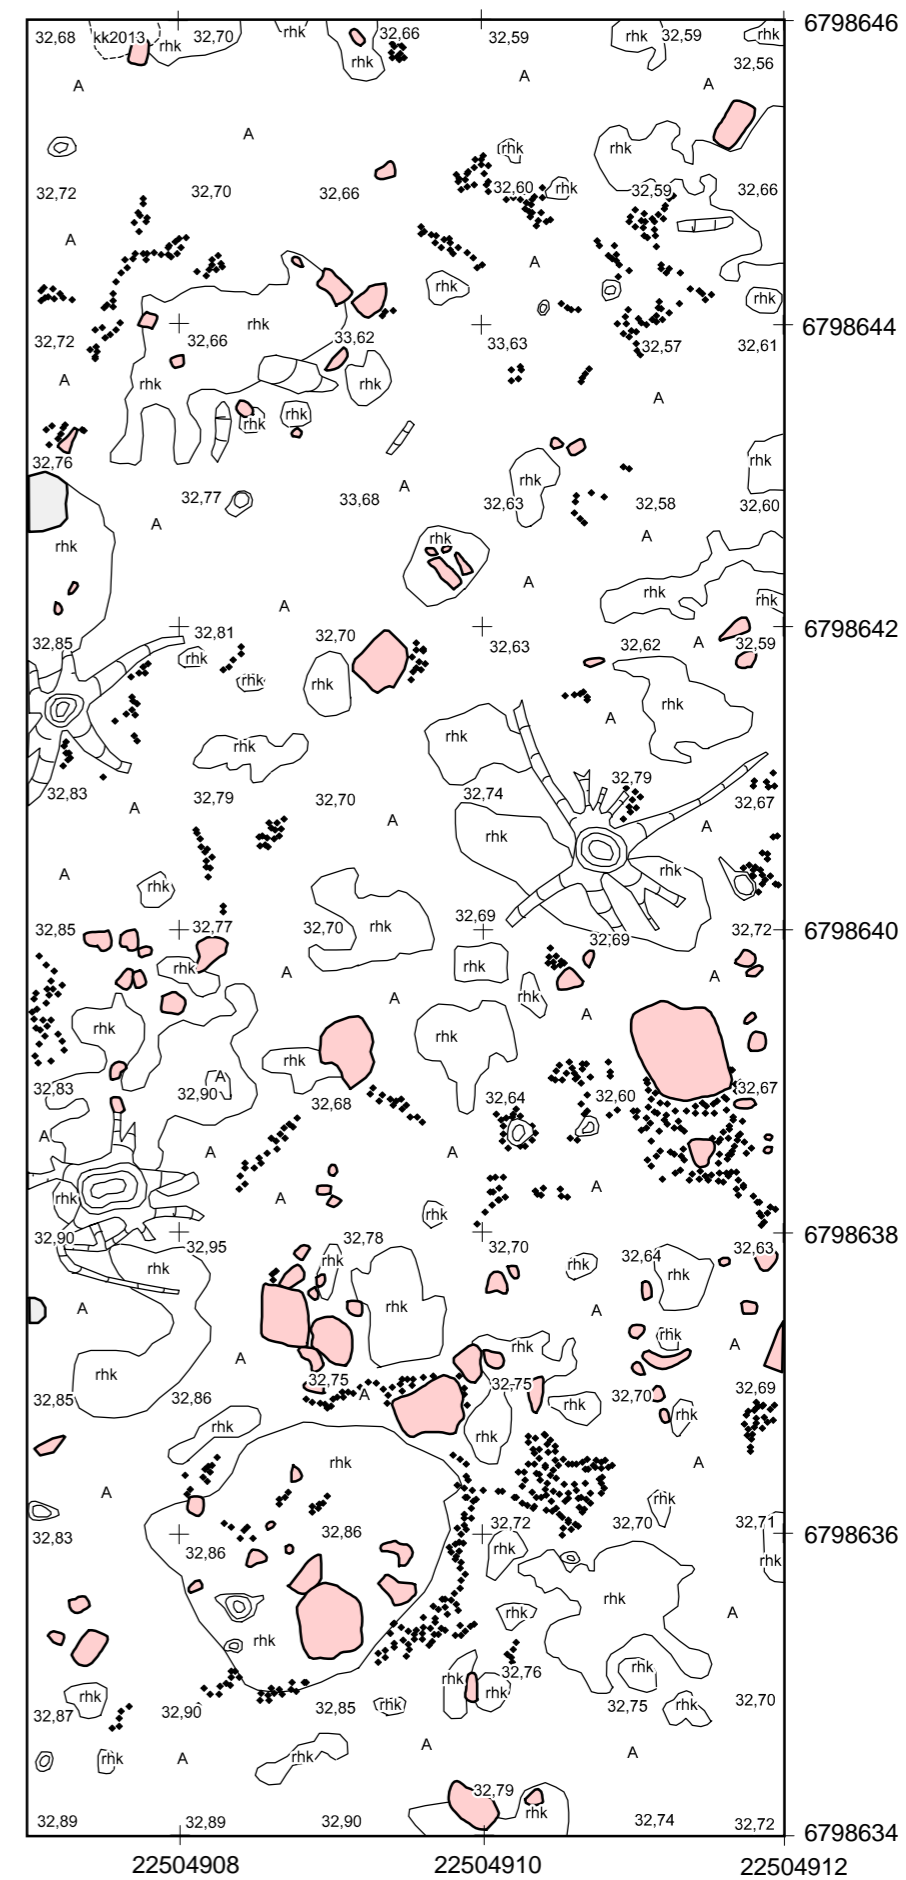 32,68 kk2013 rhk 32,70 rhk 32,66 32,59 rhk 32,59 rhk 6798646
rhk 32,56
A A A
A
rhk rhk
32,72 32,70 32,66 32,60 rhk 32,59 32,66
A A
rhk rhk
rhk 6798644
32,72 32,66 33,62 33,63 32,57 32,61
A rhk rhk A
rhk
rhk
32,76 rhk rhk
32,77 A 33,68 32,63 32,58 32,60
A A
rhk rhk
A A rhk rhk
32,85 32,81 32,70 32,63 32,62 A 32,59 6798642
rhk
rhk rhk
rhk A
rhk rhk
32,83 32,79 32,70 32,74 32,79 32,67
A A rhk A
A rhk rhk
32,85 32,77 32,70 rhk 32,69 32,69 32,72 6798640
rhk A rhk A
A rhk
rhk rhk A
rhk
32,83 32,90 A 32,68 32,64 32,60 32,67
A A A
rhk A A
rhk
32,90 32,95 32,78 32,70 32,64 32,63 6798638
rhk rhk rhk rhk
A rhk A
rhk rhk A
A
rhk 32,75 A 32,75 32,70 32,69
32,85 32,86 rhk rhk
rhk rhk
rhk A
A rhk
32,83 32,86 32,86 32,72 32,70 32,71 6798636
rhk rhk
rhk
rhk A
rhk
rhk 32,76 rhk
rhk rhk rhk rhk 32,70
32,87 32,90 32,85 32,75 rhk
rhk A rhk A A
32,79
rhk
32,89 32,89 32,90 32,74 32,72 6798634
22504908 22504910 22504912